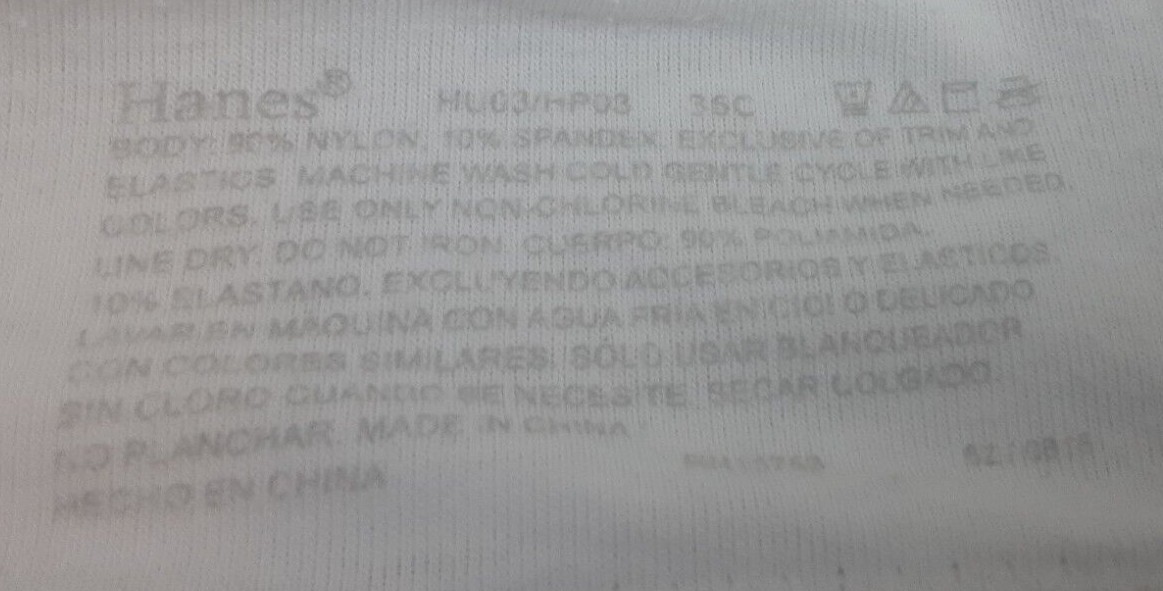 Hanes® HU03/HP03 36C
BODY: 90% NYLON, 10% SPANDEX, EXCLUSIVE OF TRIM AND
ELASTICS MACHINE WASH COLD GENTLE CYCLE WITH LIKE
COLORS. USE ONLY NON-CHLORINE BLEACH WHEN NEEDED.
LINE DRY. DO NOT IRON. CUERPO: 90% POLIAMIDA,
10% ELASTANO. EXCLUYENDO ACCESORIOS Y ELASTICOS.
LAVAR EN MAQUINA CON AGUA FRIA EN CICLO DELICADO
CON COLORES SIMILARES. SÓLO USAR BLANQUEADOR
SIN CLORO CUANDO SE NECESITE. SECAR COLGADO.
NO PLANCHAR. MADE IN CHINA
HECHO EN CHINA